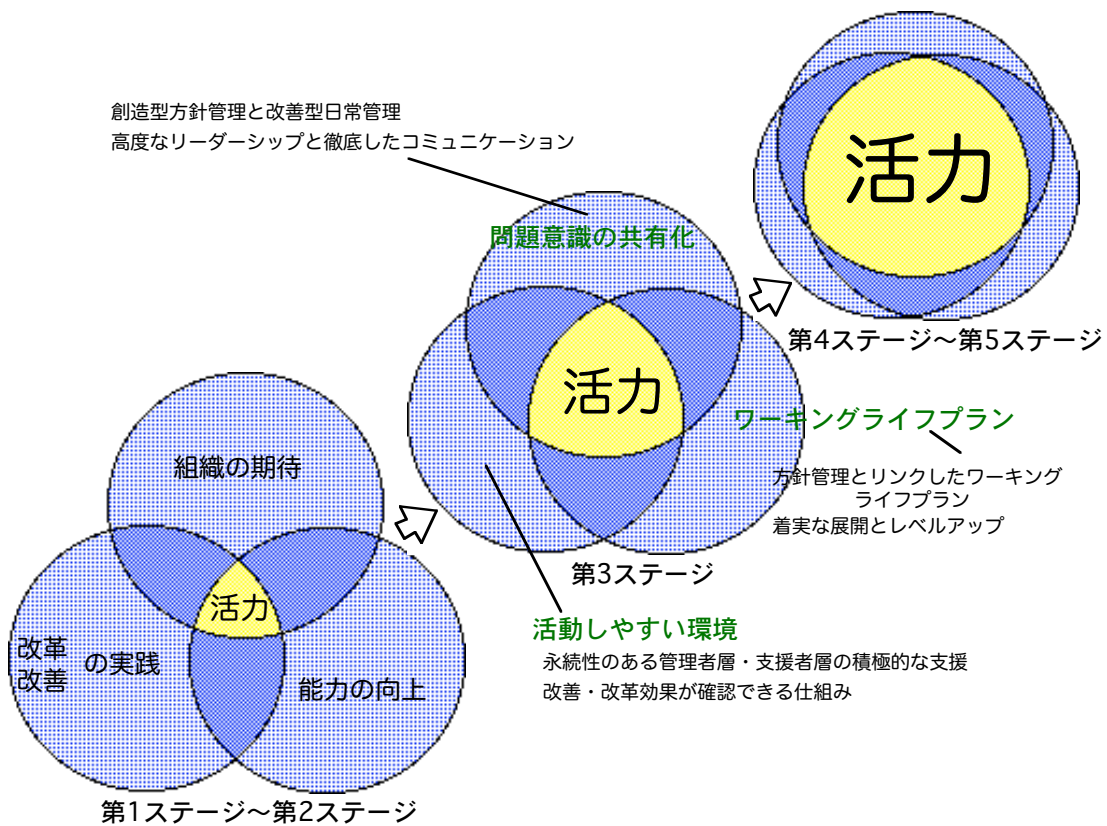 創造型方針管理と改善型日常管理
高度なリーダーシップと徹底したコミュニケーション
活力
問題意識の共有化
第4ステージ～第5ステージ
活力
ワーキングライフプラン
方針管理とリンクしたワーキング
ライフプラン
着実な展開とレベルアップ
第3ステージ
組織の期待
活力
改革
改善
の実践
能力の向上
活動しやすい環境
永続性のある管理者層・支援者層の積極的な支援
改善・改革効果が確認できる仕組み
第1ステージ～第2ステージ